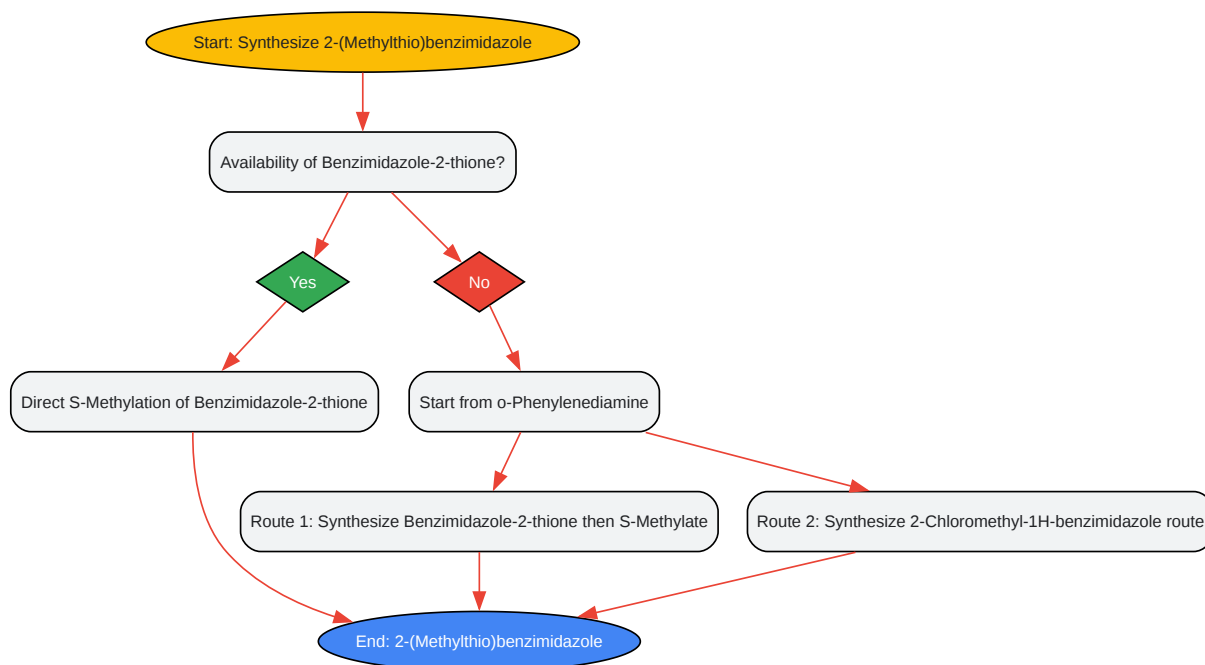 Start: Synthesize 2-(Methylthio)benzimidazole
Availability of Benzimidazole-2-thione?
Yes
No
Direct S-Methylation of Benzimidazole-2-thione
Start from o-Phenylenediamine
Route 1: Synthesize Benzimidazole-2-thione then S-Methylate
Route 2: Synthesize 2-Chloromethyl-1H-benzimidazole route
End: 2-(Methylthio)benzimidazole